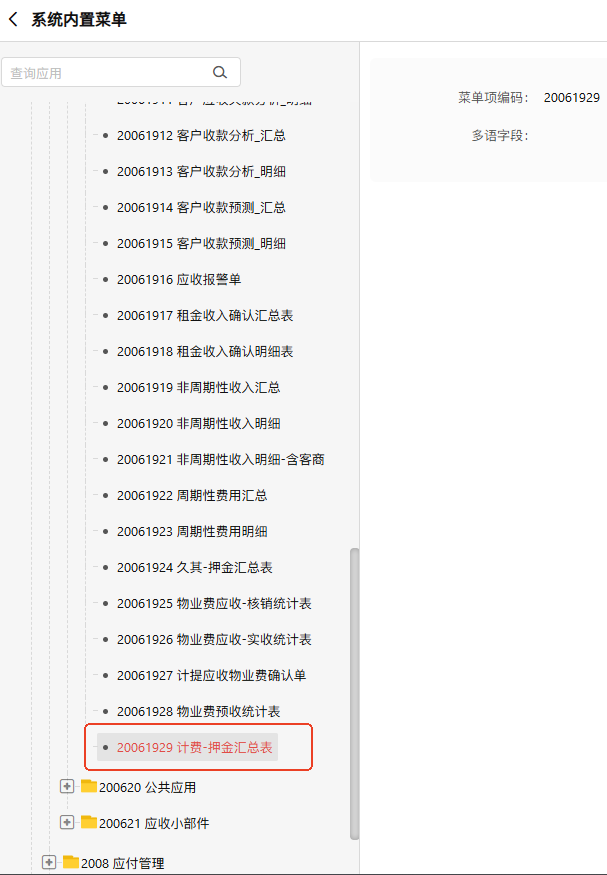 系统内置菜单
查询应用
20061912 客户收款分析_汇总
20061913 客户收款分析_明细
20061914 客户收款预测_汇总
20061915 客户收款预测_明细
20061916 应收报警单
20061917 租金收入确认汇总表
20061918 租金收入确认明细表
20061919 非周期性收入汇总
20061920 非周期性收入明细
20061921 非周期性收入明细-含客商
20061922 周期性费用汇总
20061923 周期性费用明细
20061924 久其-押金汇总表
20061925 物业费应收-核销统计表
20061926 物业费应收-实收统计表
20061927 计提应收物业费确认单
20061928 物业费预收统计表
20061929 计费-押金汇总表
200620 公共应用
200621 应收小部件
2008 应付管理
菜单项编码： 20061929
多语字段：